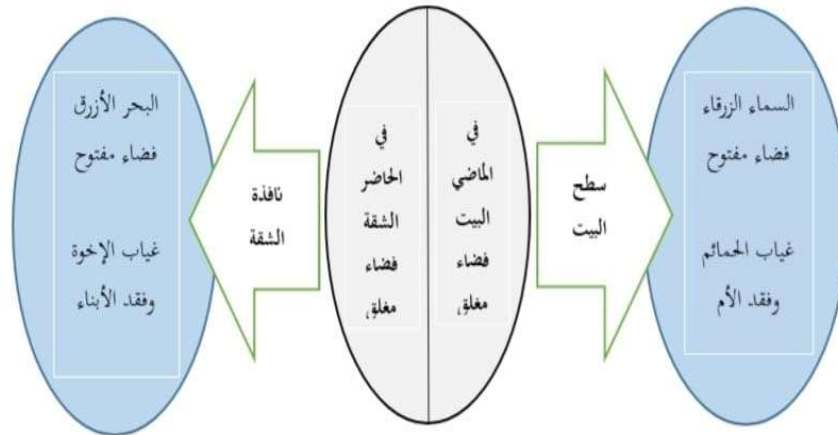 السماء الزرقاء
فضاء مفتوح
غياب الحمائم
وفقد الأم
سطح
البيت
في
الماضي
البيت
فضاء
مغلق
في
الحاضر
الشقة
فضاء
مغلق
نافذة
الشقة
البحر الأزرق
فضاء مفتوح
غياب الإخوة
وفقد الأبناء